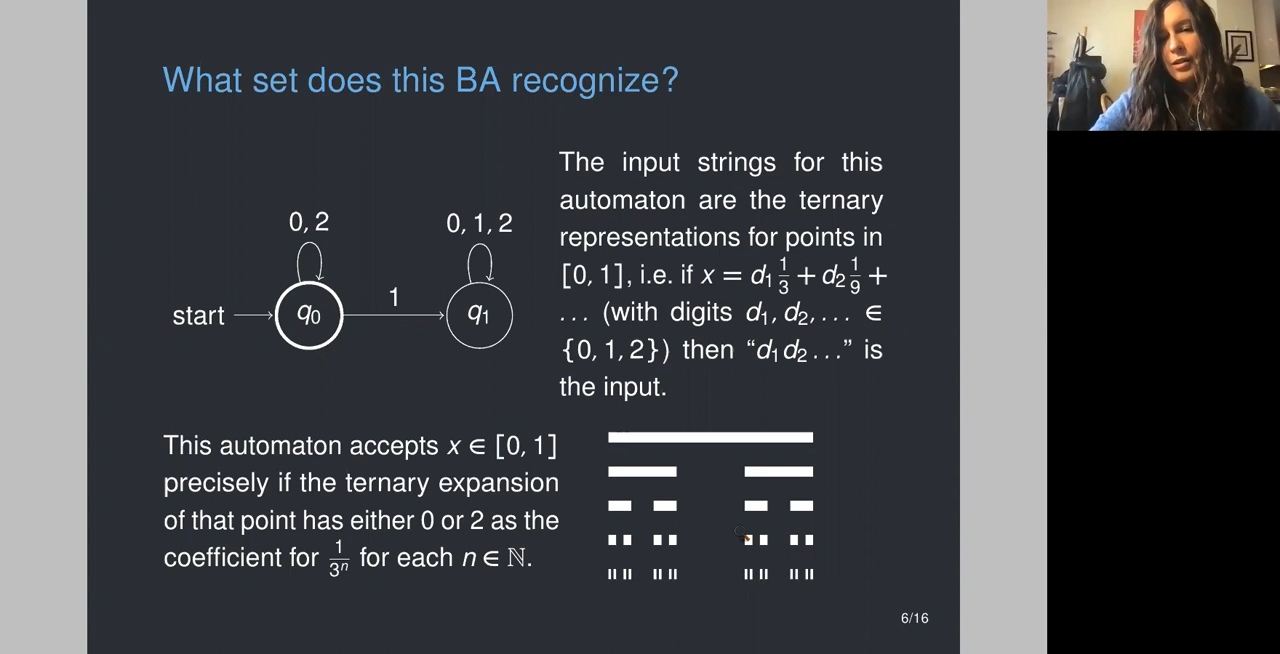 What set does this BA recognize?
0, 2
0, 1, 2
start
q0
1
q1
The input strings for this
automaton are the ternary
representations for points in
[0, 1], i.e. if x = d₁ 1/3 + d₂ 1/9 +
... (with digits d₁, d₂, ... ∈
{0, 1, 2}) then “d₁d₂ ...” is
the input.
This automaton accepts x ∈ [0, 1]
precisely if the ternary expansion
of that point has either 0 or 2 as the
coefficient for 1/3ⁿ for each n ∈ ℕ.
6/16